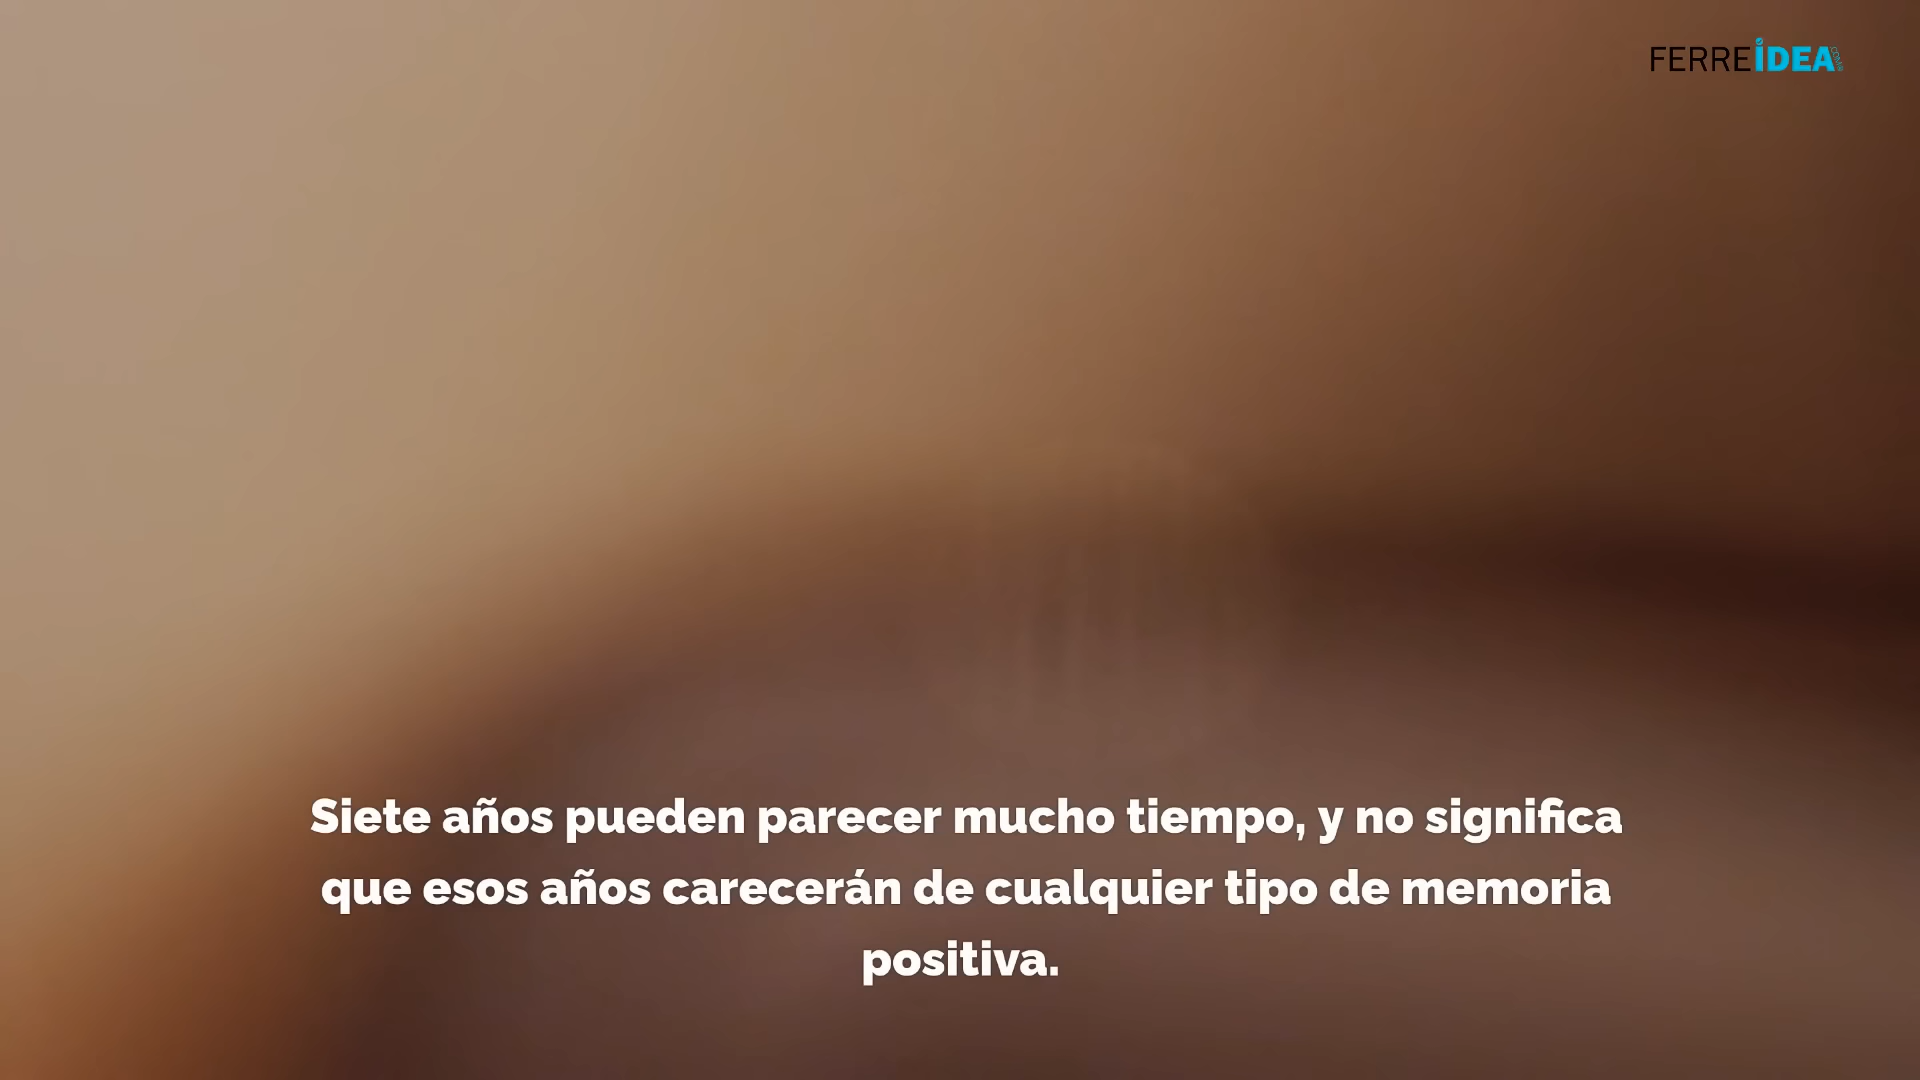 FERREiDEA
Siete años pueden parecer mucho tiempo, y no significa
que esos años carecerán de cualquier tipo de memoria
positiva.